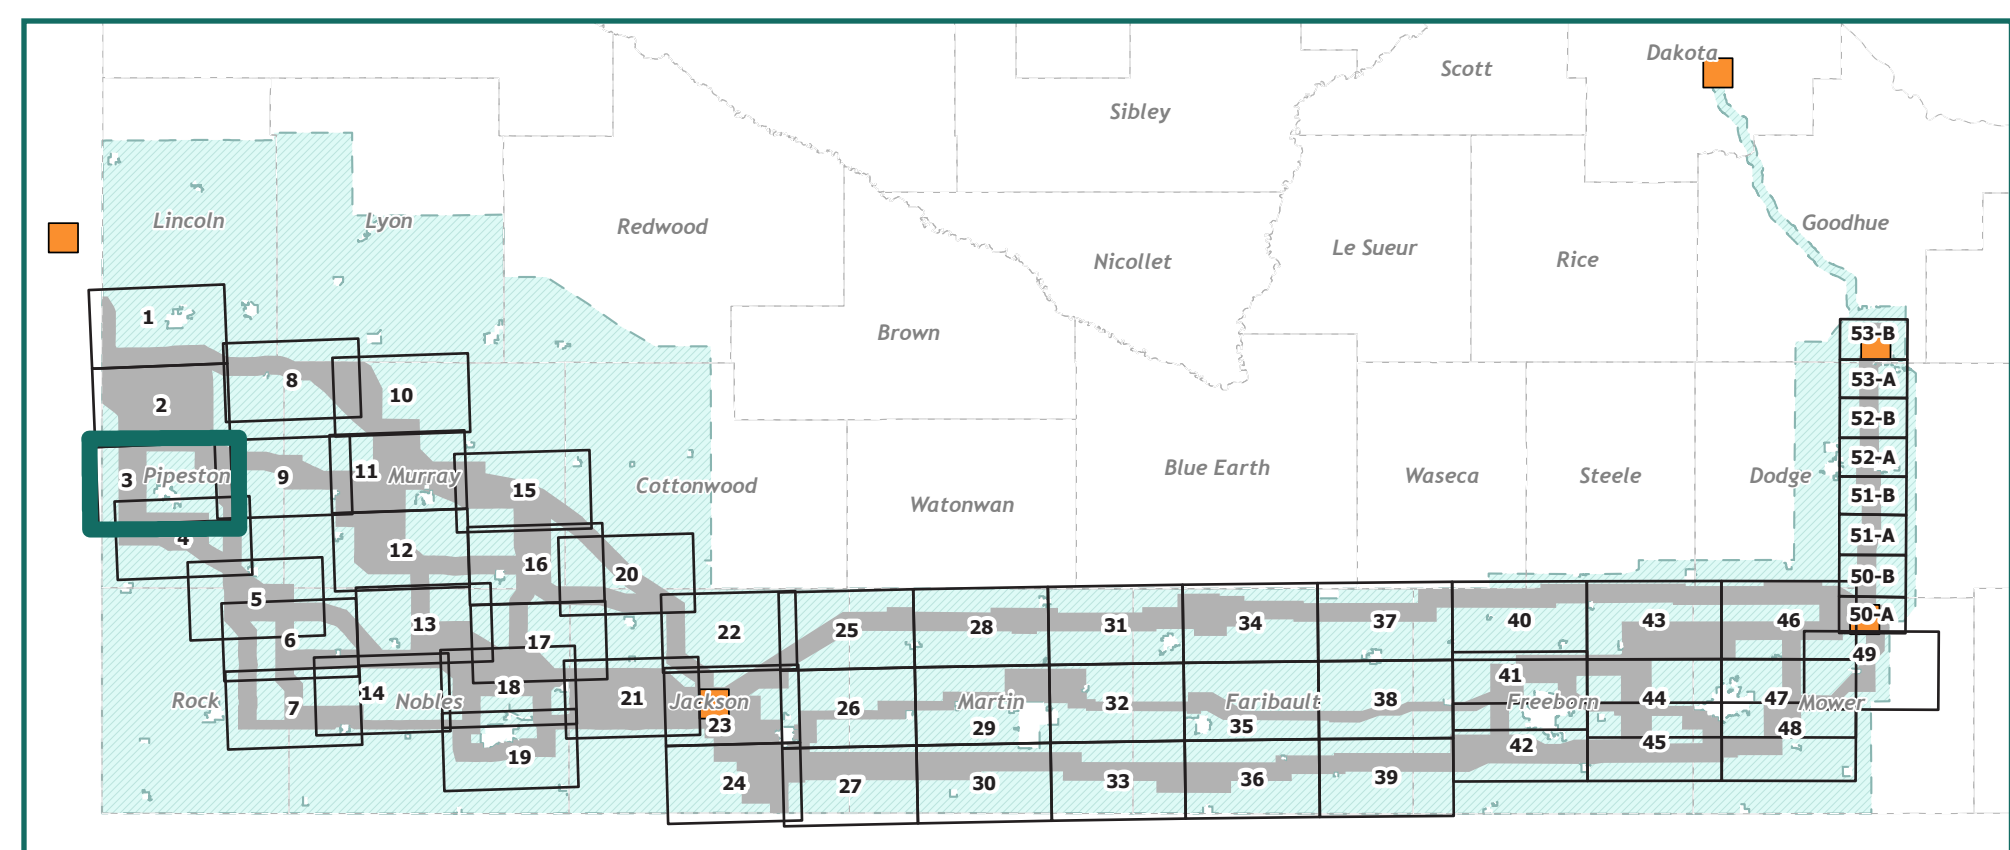 Dakota
Scott
Sibley
Lincoln
Lyon
Redwood
Goodhue
Le Sueur
Nicollet
Rice
1
Brown
53-B
8
53-A
10
2
52-B
52-A
Blue Earth
3
Pipeston
9
11
Murray
Waseca
Steele
Dodge
Cottonwood
15
51-B
Watonwan
4
51-A
12
16
20
50-B
5
50-A
6
13
17
22
25
28
31
34
37
40
43
46
49
41
Rock
7
14
Nobles
18
21
Jackson
23
26
Martin
29
32
Faribault
35
38
Freeborn
44
47
Mower
48
19
42
45
24
27
30
33
36
39